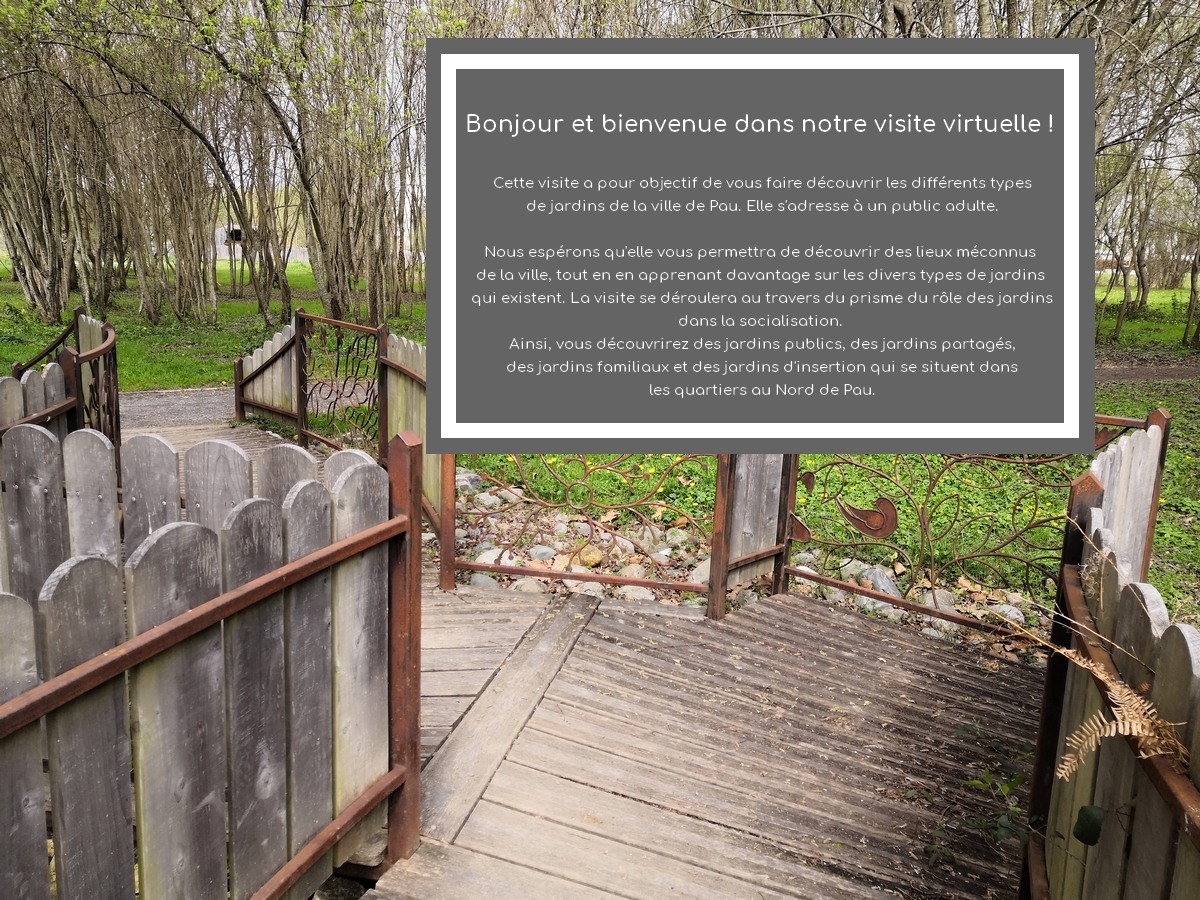 Bonjour et bienvenue dans notre visite virtuelle !
Cette visite a pour objectif de vous faire découvrir les différents types
de jardins de la ville de Pau. Elle s'adresse à un public adulte.
Nous espérons qu'elle vous permettra de découvrir des lieux méconnus
de la ville, tout en en apprenant davantage sur les divers types de jardins
qui existent. La visite se déroulera au travers du prisme du rôle des jardins
dans la socialisation.
Ainsi, vous découvrirez des jardins publics, des jardins partagés,
des jardins familiaux et des jardins d'insertion qui se situent dans
les quartiers au Nord de Pau.